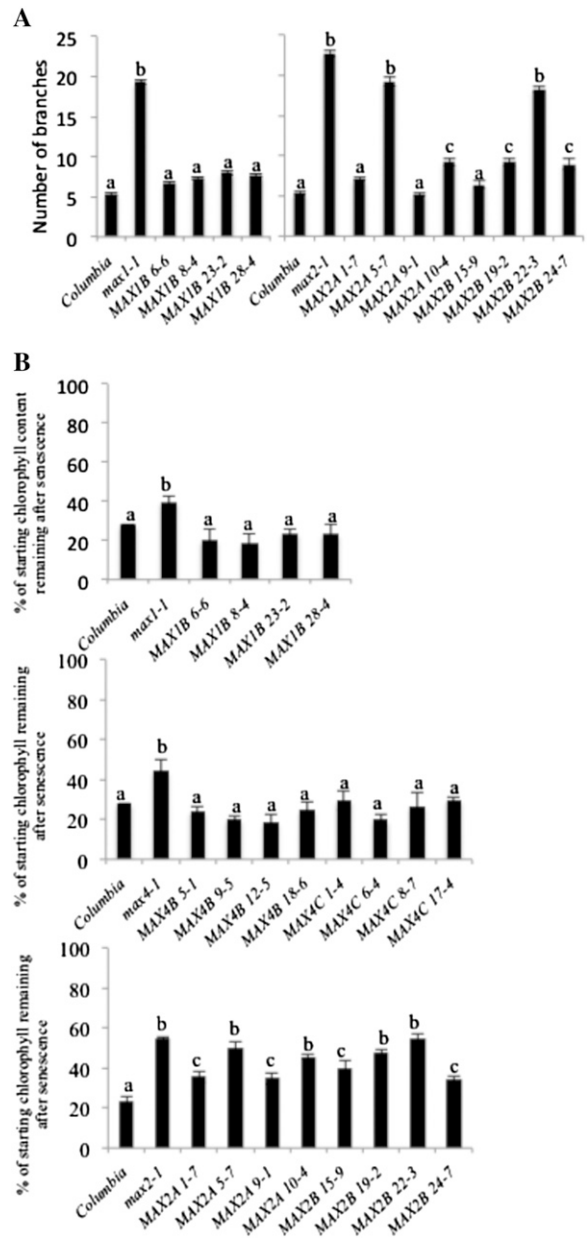 A
Number of branches
25
20
15
10
5
0
a b a a a a
a b a b a c a c b c
Columbia
max1-1
MAX1B 6-6
MAX1B 8-4
MAX1B 23-2
MAX1B 28-4
Columbia
max2-1
MAX2A 1-7
MAX2A 5-7
MAX2A 9-1
MAX2A 10-4
MAX2B 15-9
MAX2B 19-2
MAX2B 22-3
MAX2B 24-7
B
% of starting chlorophyll content
remaining after senescence
100
80
60
40
20
0
a b a a a a
Columbia
max1-1
MAX1B 6-6
MAX1B 8-4
MAX1B 23-2
MAX1B 28-4
% of starting chlorophyll remaining
after senescence
100
80
60
40
20
0
a b a a a a a a a a
Columbia
max4-1
MAX4B 5-1
MAX4B 9-5
MAX4B 12-5
MAX4B 18-6
MAX4C 1-4
MAX4C 6-4
MAX4C 8-7
MAX4C 17-4
% of starting chlorophyll remaining
after senescence
100
80
60
40
20
0
a b c b c b c b b c
Columbia
max2-1
MAX2A 1-7
MAX2A 5-7
MAX2A 9-1
MAX2A 10-4
MAX2B 15-9
MAX2B 19-2
MAX2B 22-3
MAX2B 24-7